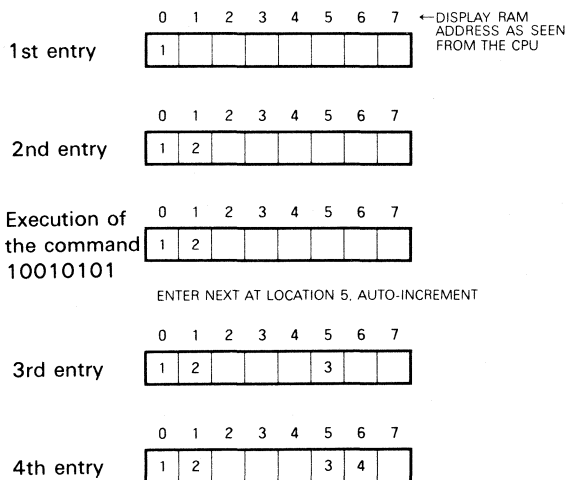 0 1 2 3 4 5 6 7 ←DISPLAY RAM
ADDRESS AS SEEN
FROM THE CPU
1st entry
1
0 1 2 3 4 5 6 7
2nd entry
1 2
0 1 2 3 4 5 6 7
Execution of
the command
10010101
1 2
ENTER NEXT AT LOCATION 5, AUTO-INCREMENT
0 1 2 3 4 5 6 7
3rd entry
1 2 3
0 1 2 3 4 5 6 7
4th entry
1 2 3 4